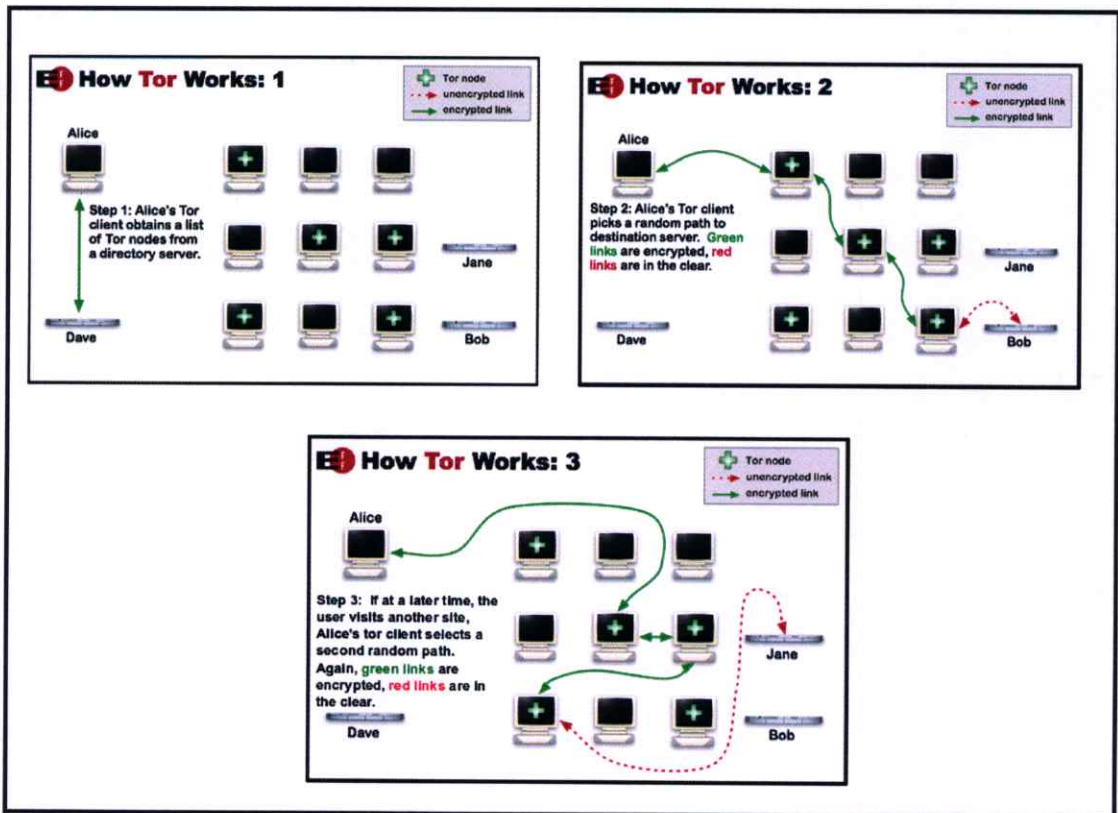 EFF How Tor Works: 1
Tor node
unencrypted link
encrypted link
Alice
Step 1: Alice's Tor
client obtains a list
of Tor nodes from
a directory server.
Jane
Dave
Bob
EFF How Tor Works: 2
Tor node
unencrypted link
encrypted link
Alice
Step 2: Alice's Tor client
picks a random path to
destination server. Green
links are encrypted, red
links are in the clear.
Jane
Dave
Bob
EFF How Tor Works: 3
Tor node
unencrypted link
encrypted link
Alice
Step 3: If at a later time, the
user visits another site,
Alice's tor client selects a
second random path.
Again, green links are
encrypted, red links are in
the clear.
Jane
Dave
Bob